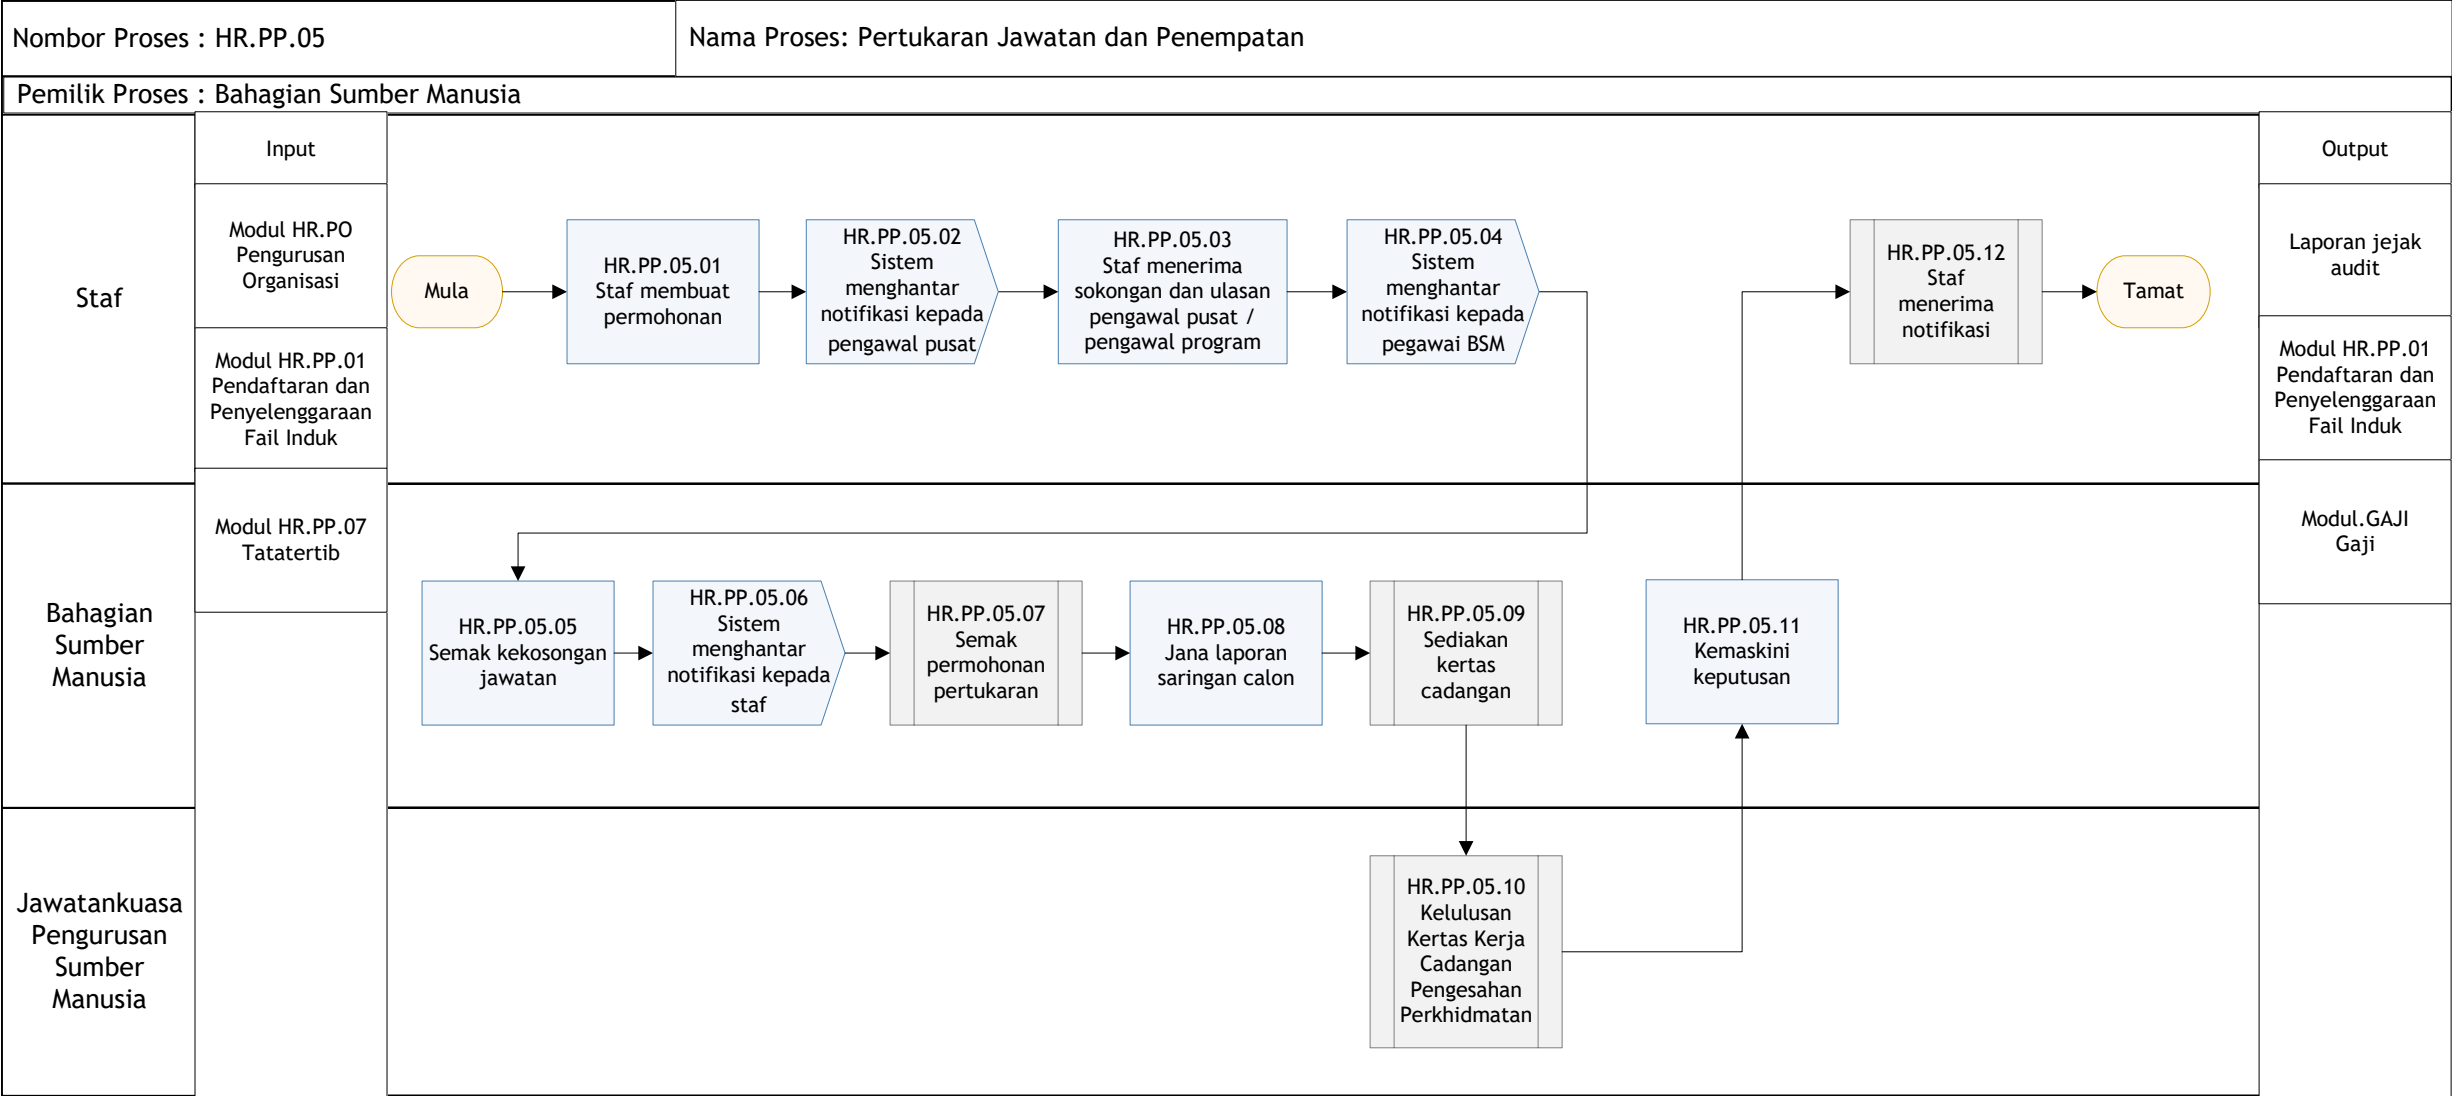 Nombor Proses : HR.PP.05
Nama Proses: Pertukaran Jawatan dan Penempatan
Pemilik Proses : Bahagian Sumber Manusia
Staf
Input
Modul HR.PO
Pengurusan
Organisasi
Modul HR.PP.01
Pendaftaran dan
Penyelenggaraan
Fail Induk
Modul HR.PP.07
Tatatertib
Mula
HR.PP.05.01
Staf membuat
permohonan
HR.PP.05.02
Sistem
menghantar
notifikasi kepada
pengawal pusat
HR.PP.05.03
Staf menerima
sokongan dan ulasan
pengawal pusat /
pengawal program
HR.PP.05.04
Sistem
menghantar
notifikasi kepada
pegawai BSM
HR.PP.05.12
Staf
menerima
notifikasi
Tamat
Output
Laporan jejak
audit
Modul HR.PP.01
Pendaftaran dan
Penyelenggaraan
Fail Induk
Modul.GAJI
Gaji
Bahagian
Sumber
Manusia
HR.PP.05.05
Semak kekosongan
jawatan
HR.PP.05.06
Sistem
menghantar
notifikasi kepada
staf
HR.PP.05.07
Semak
permohonan
pertukaran
HR.PP.05.08
Jana laporan
saringan calon
HR.PP.05.09
Sediakan
kertas
cadangan
HR.PP.05.11
Kemaskini
keputusan
Jawatankuasa
Pengurusan
Sumber
Manusia
HR.PP.05.10
Kelulusan
Kertas Kerja
Cadangan
Pengesahan
Perkhidmatan